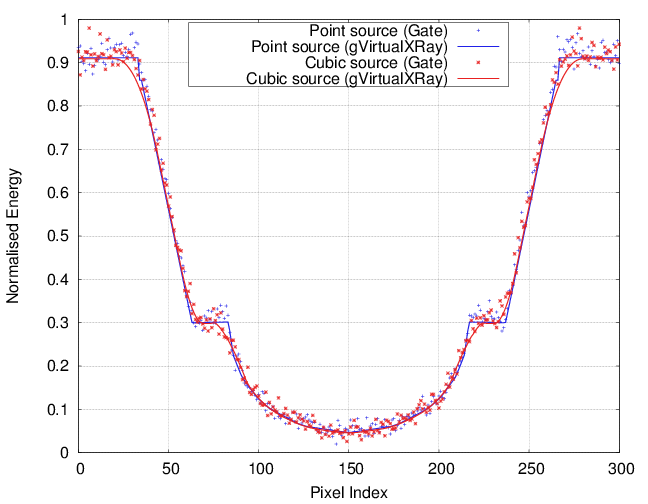 Point source (Gate)
Point source (gVirtualXRay)
Cubic source (Gate)
Cubic source (gVirtualXRay)
1
0.9
0.8
0.7
0.6
0.5
0.4
0.3
0.2
0.1
0
Normalised Energy
0 50 100 150 200 250 300
Pixel Index